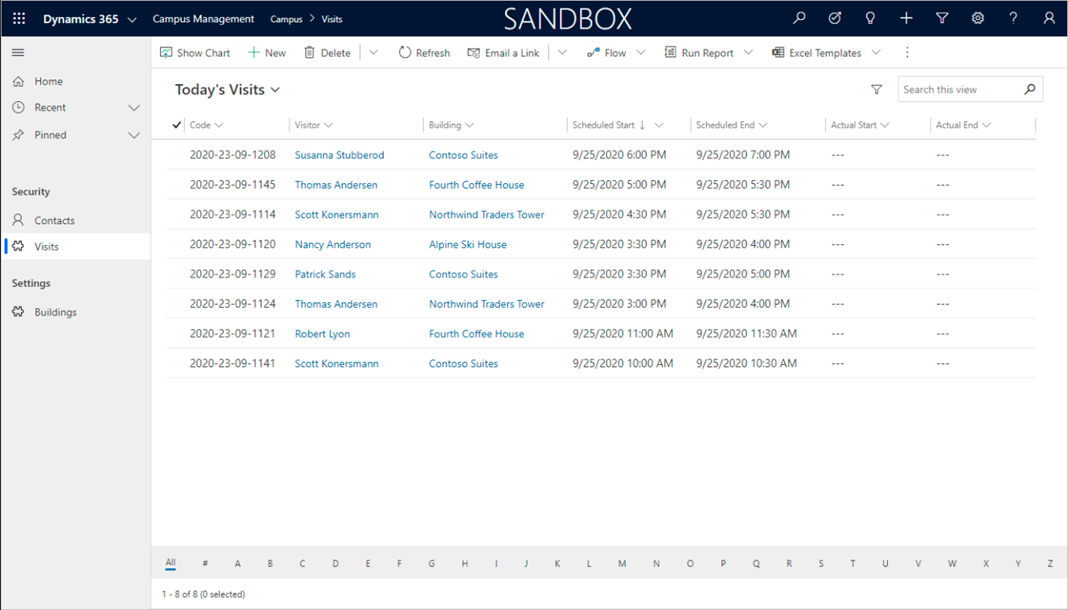 Dynamics 365 Campus Management Campus > Visits SANDBOX
Show Chart New Delete Refresh Email a Link Flow Run Report Excel Templates
Home
Recent
Pinned
Security
Contacts
Visits
Settings
Buildings
Today's Visits Search this view
Code Visitor Building Scheduled Start ↓ Scheduled End Actual Start Actual End
2020-23-09-1208 Susanna Stubberod Contoso Suites 9/25/2020 6:00 PM 9/25/2020 7:00 PM --- ---
2020-23-09-1145 Thomas Andersen Fourth Coffee House 9/25/2020 5:00 PM 9/25/2020 5:30 PM --- ---
2020-23-09-1114 Scott Konersmann Northwind Traders Tower 9/25/2020 4:30 PM 9/25/2020 5:30 PM --- ---
2020-23-09-1120 Nancy Anderson Alpine Ski House 9/25/2020 3:30 PM 9/25/2020 4:00 PM --- ---
2020-23-09-1129 Patrick Sands Contoso Suites 9/25/2020 3:30 PM 9/25/2020 5:00 PM --- ---
2020-23-09-1124 Thomas Andersen Northwind Traders Tower 9/25/2020 3:00 PM 9/25/2020 4:00 PM --- ---
2020-23-09-1121 Robert Lyon Fourth Coffee House 9/25/2020 11:00 AM 9/25/2020 11:30 AM --- ---
2020-23-09-1141 Scott Konersmann Contoso Suites 9/25/2020 10:00 AM 9/25/2020 10:30 AM --- ---
All # A B C D E F G H I J K L M N O P Q R S T U V W X Y Z
1 - 8 of 8 (0 selected)